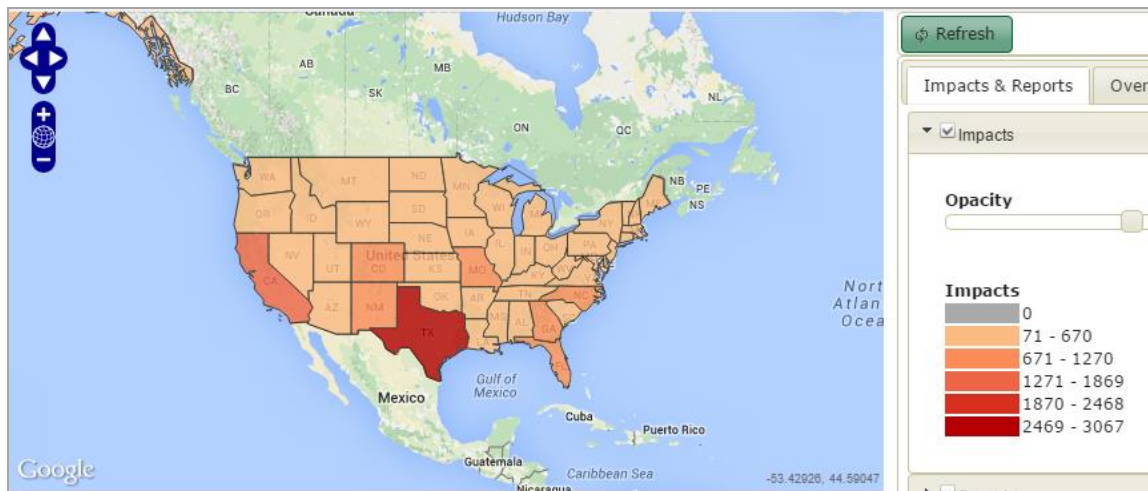 Canada
Hudson Bay
BC
AB
SK
MB
ON
QC
NL
NB
PE
NS
WA
MT
ND
MN
OR
ID
WY
SD
WI
MI
NY
ME
NV
UT
CO
NE
IA
IL
IN
OH
PA
United States
CA
KS
MO
KY
WV
AZ
NM
OK
AR
TN
NC
SC
TX
LA
MS
AL
GA
FL
North
Atlan
Ocea
Gulf of
Mexico
Mexico
Cuba
Puerto Rico
Guatemala
Caribbean Sea
Nicaragua
Google
-53.42926, 44.59047
Refresh
Impacts & Reports
Over
Impacts
Opacity
Impacts
0
71 - 670
671 - 1270
1271 - 1869
1870 - 2468
2469 - 3067